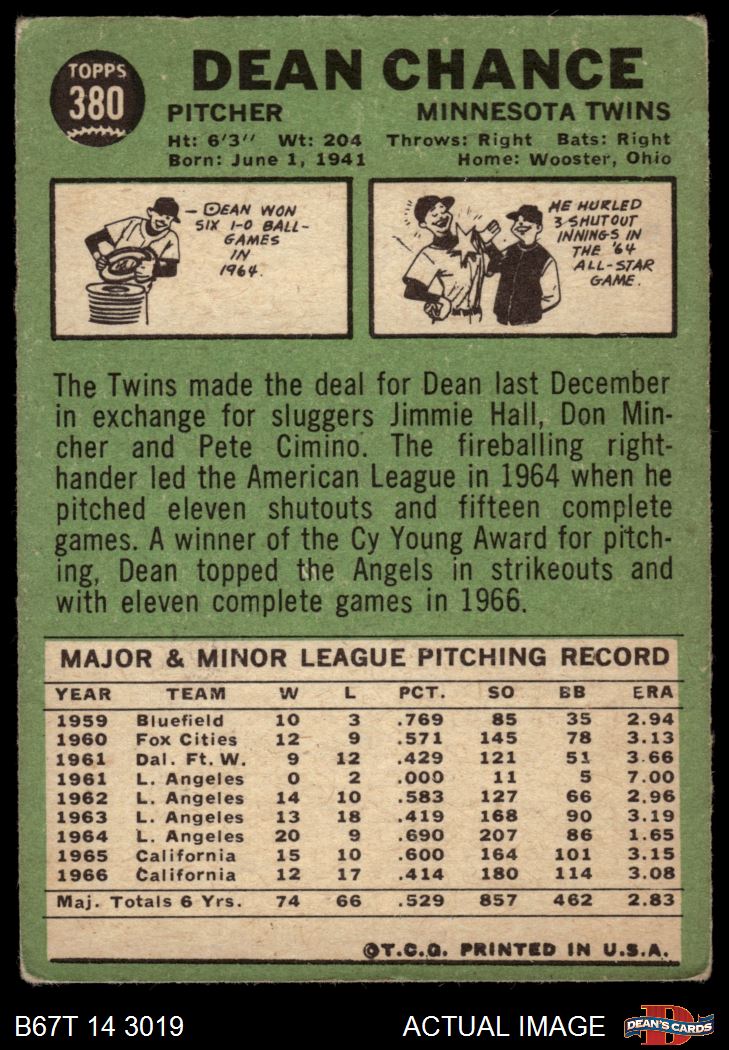 TOPPS
380
DEAN CHANCE
PITCHER MINNESOTA TWINS
Ht: 6'3" Wt: 204 Throws: Right Bats: Right
Born: June 1, 1941 Home: Wooster, Ohio
— DEAN WON
SIX 1-0 BALL-
GAMES
IN
1964.
HE HURLED
3 SHUTOUT
INNINGS IN
THE '64
ALL-STAR
GAME.
The Twins made the deal for Dean last December
in exchange for sluggers Jimmie Hall, Don Min-
cher and Pete Cimino. The fireballing right-
hander led the American League in 1964 when he
pitched eleven shutouts and fifteen complete
games. A winner of the Cy Young Award for pitch-
ing, Dean topped the Angels in strikeouts and
with eleven complete games in 1966.
MAJOR & MINOR LEAGUE PITCHING RECORD
YEAR TEAM W L PCT. SO BB ERA
1959 Bluefield 10 3 .769 85 35 2.94
1960 Fox Cities 12 9 .571 145 78 3.13
1961 Dal. Ft. W. 9 12 .429 121 51 3.66
1961 L. Angeles 0 2 .000 11 5 7.00
1962 L. Angeles 14 10 .583 127 66 2.96
1963 L. Angeles 13 18 .419 168 90 3.19
1964 L. Angeles 20 9 .690 207 86 1.65
1965 California 15 10 .600 164 101 3.15
1966 California 12 17 .414 180 114 3.08
Maj. Totals 6 Yrs. 74 66 .529 857 462 2.83
©T.C.G. PRINTED IN U.S.A.
B67T 14 3019 ACTUAL IMAGE
DEAN'S CARDS